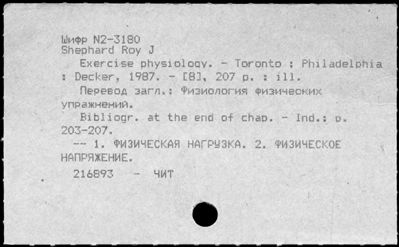 Шифр N2-3180
Shephard Roy J
Exercise physiology. - Toronto : Philadelphia
: Decker, 1987. - [8], 207 p. : ill.
Перевод загл.: Физиология физических
упражнений.
Bibliogr. at the end of chap. - Ind.: p.
203-207.
-- 1. ФИЗИЧЕСКАЯ НАГРУЗКА. 2. ФИЗИЧЕСКОЕ
НАПРЯЖЕНИЕ.
216893 - ЧИТ